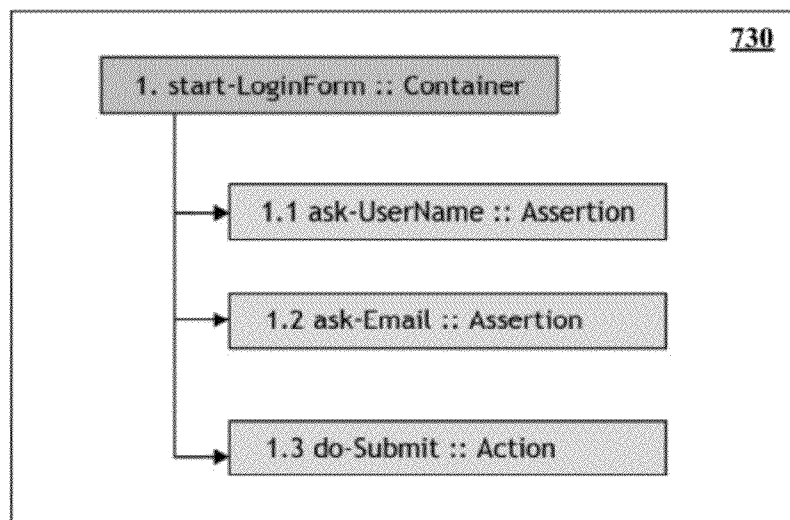 730
1. start-LoginForm :: Container
1.1 ask-UserName :: Assertion
1.2 ask-Email :: Assertion
1.3 do-Submit :: Action